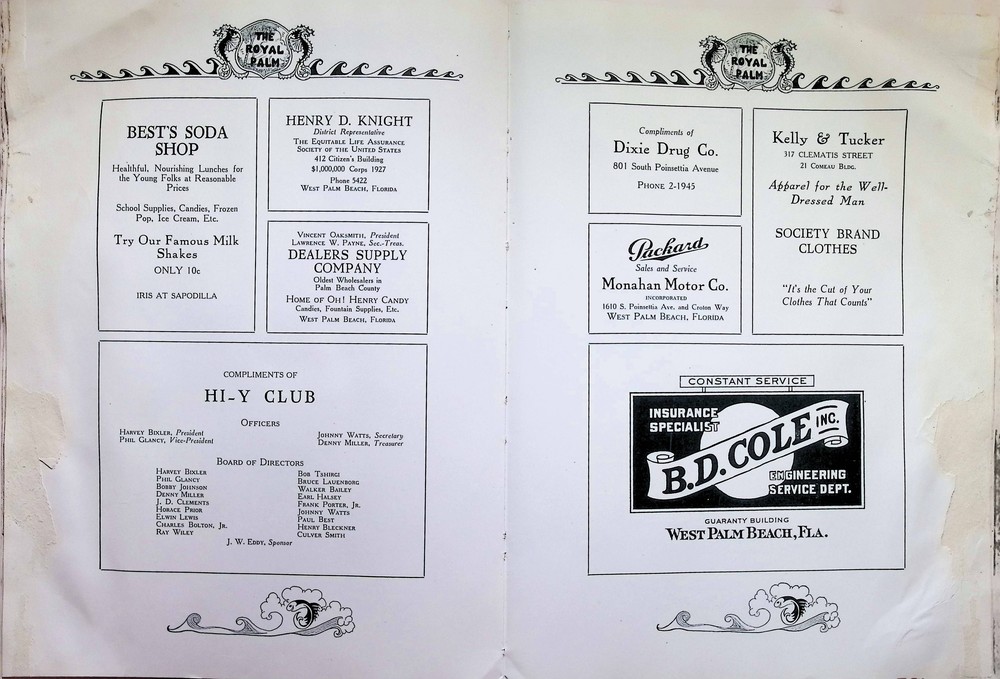 THE
ROYAL
PALM
BEST'S SODA
SHOP
Healthful, Nourishing Lunches for
the Young Folks at Reasonable
Prices
School Supplies, Candies, Frozen
Pop, Ice Cream, Etc.
Try Our Famous Milk
Shakes
ONLY 10c
IRIS AT SAPODILLA
HENRY D. KNIGHT
District Representative
THE EQUITABLE LIFE ASSURANCE
SOCIETY OF THE UNITED STATES
412 Citizen's Building
$1,000,000 Corps 1927
Phone 5422
WEST PALM BEACH, FLORIDA
VINCENT OAKSMITH, President
LAWRENCE W. PAYNE, Sec.-Treas.
DEALERS SUPPLY
COMPANY
Oldest Wholesalers in
Palm Beach County
HOME OF OH! HENRY CANDY
Candies, Fountain Supplies, Etc.
WEST PALM BEACH, FLORIDA
COMPLIMENTS OF
HI-Y CLUB
OFFICERS
HARVEY BIXLER, President
PHIL GLANCY, Vice-President
JOHNNY WATTS, Secretary
DENNY MILLER, Treasurer
BOARD OF DIRECTORS
HARVEY BIXLER
PHIL GLANCY
BOBBY JOHNSON
DENNY MILLER
J. D. CLEMENTS
HORACE PRIOR
ELWIN LEWIS
CHARLES BOLTON, JR.
RAY WILEY
BOB TSHIRGI
BRUCE LAUENBORG
WALKER BAILEY
EARL HALSEY
FRANK PORTER, JR.
JOHNNY WATTS
PAUL BEST
HENRY BLECKNER
CULVER SMITH
J. W. EDDY, Sponsor
THE
ROYAL
PALM
Compliments of
Dixie Drug Co.
801 South Poinsettia Avenue
PHONE 2-1945
Packard
Sales and Service
Monahan Motor Co.
INCORPORATED
1610 S. Poinsettia Ave. and Croton Way
WEST PALM BEACH, FLORIDA
Kelly & Tucker
317 CLEMATIS STREET
21 COMEAU BLDG.
Apparel for the Well-
Dressed Man
SOCIETY BRAND
CLOTHES
"It's the Cut of Your
Clothes That Counts"
CONSTANT SERVICE
INSURANCE
SPECIALIST
B.D. COLE INC.
ENGINEERING
SERVICE DEPT.
GUARANTY BUILDING
WEST PALM BEACH, FLA.